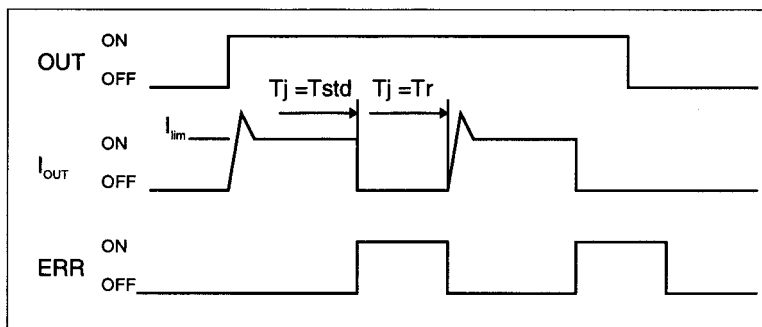 OUT
ON
OFF
Tj =Tstd
Tj =Tr
Ilim
IOUT
ON
OFF
ERR
ON
OFF